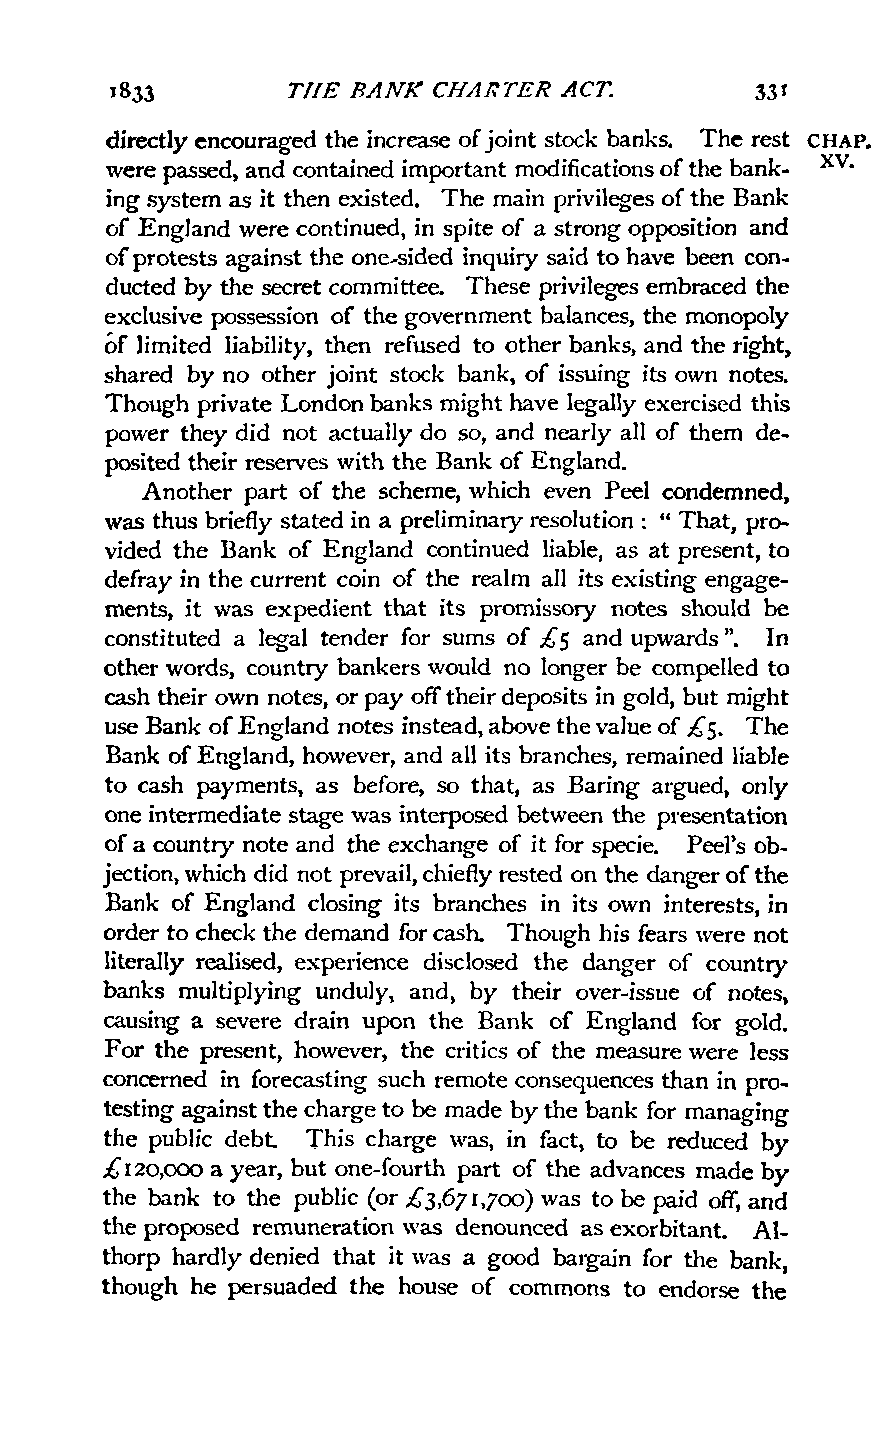 1833 THE BANK CHARTER ACT. 331
directly encouraged the increase of joint stock banks. The rest CHAP.
were passed, and contained important modifications of the bank- XV.
ing system as it then existed. The main privileges of the Bank
of England were continued, in spite of a strong opposition and
of protests against the one-sided inquiry said to have been con-
ducted by the secret committee. These privileges embraced the
exclusive possession of the government balances, the monopoly
of limited liability, then refused to other banks, and the right,
shared by no other joint stock bank, of issuing its own notes.
Though private London banks might have legally exercised this
power they did not actually do so, and nearly all of them de-
posited their reserves with the Bank of England.
Another part of the scheme, which even Peel condemned,
was thus briefly stated in a preliminary resolution : " That, pro-
vided the Bank of England continued liable, as at present, to
defray in the current coin of the realm all its existing engage-
ments, it was expedient that its promissory notes should be
constituted a legal tender for sums of £5 and upwards ". In
other words, country bankers would no longer be compelled to
cash their own notes, or pay off their deposits in gold, but might
use Bank of England notes instead, above the value of £5. The
Bank of England, however, and all its branches, remained liable
to cash payments, as before, so that, as Baring argued, only
one intermediate stage was interposed between the presentation
of a country note and the exchange of it for specie. Peel's ob-
jection, which did not prevail, chiefly rested on the danger of the
Bank of England closing its branches in its own interests, in
order to check the demand for cash. Though his fears were not
literally realised, experience disclosed the danger of country
banks multiplying unduly, and, by their over-issue of notes,
causing a severe drain upon the Bank of England for gold.
For the present, however, the critics of the measure were less
concerned in forecasting such remote consequences than in pro-
testing against the charge to be made by the bank for managing
the public debt. This charge was, in fact, to be reduced by
£120,000 a year, but one-fourth part of the advances made by
the bank to the public (or £3,671,700) was to be paid off, and
the proposed remuneration was denounced as exorbitant. Al-
thorp hardly denied that it was a good bargain for the bank,
though he persuaded the house of commons to endorse the